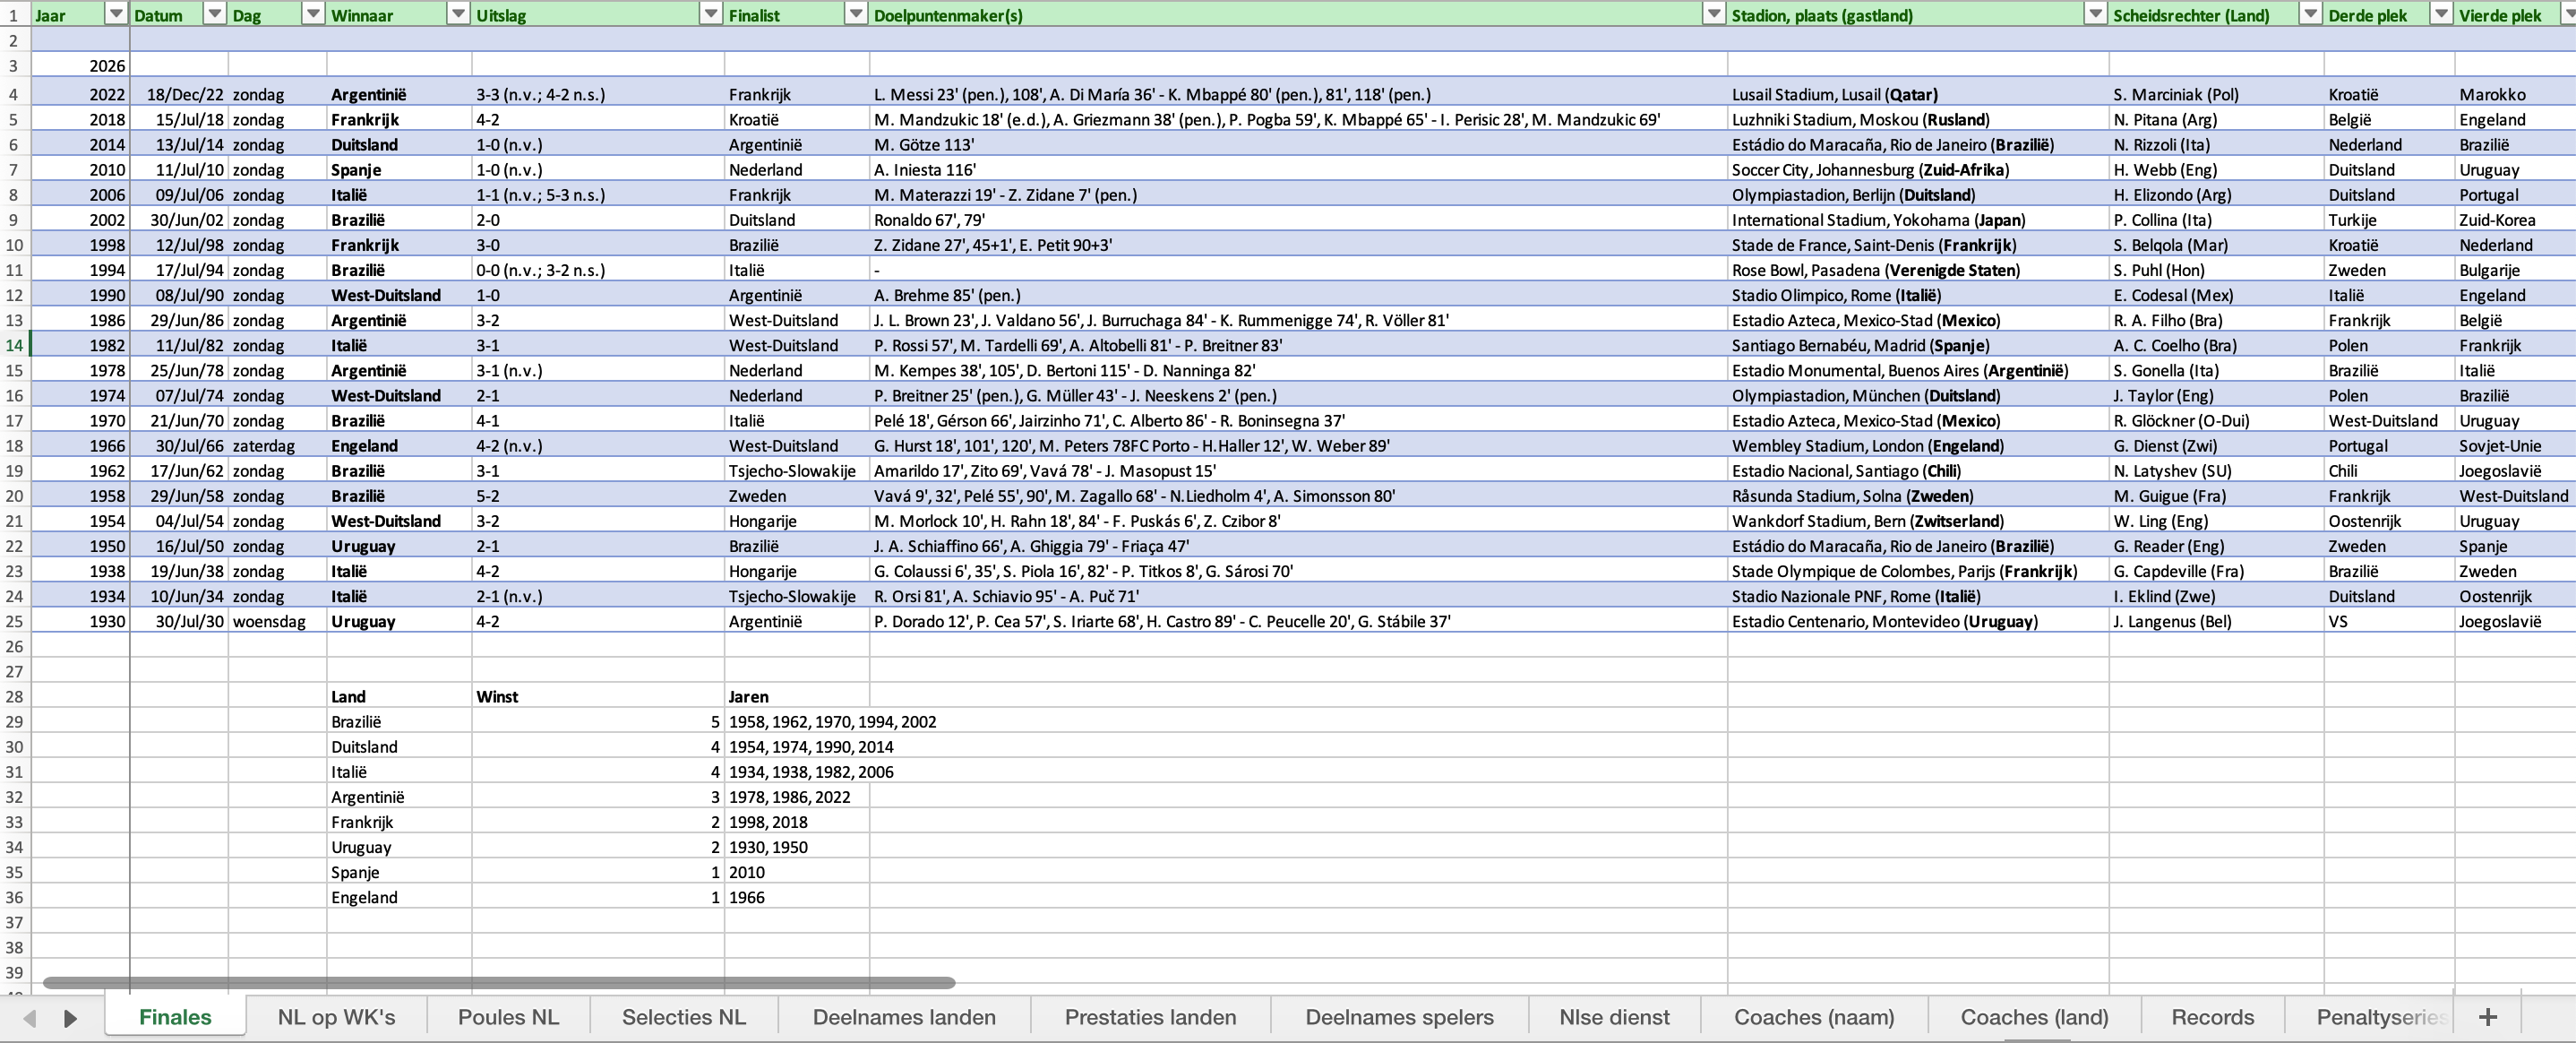 1 Jaar Datum Dag Winnaar Uitslag Finalist Doelpuntenmaker(s) Stadion, plaats (gastland) Scheidsrechter (Land) Derde plek Vierde plek
2
3 2026
4 2022 18/Dec/22 zondag Argentinië 3-3 (n.v.; 4-2 n.s.) Frankrijk L. Messi 23' (pen.), 108', A. Di María 36' - K. Mbappé 80' (pen.), 81', 118' (pen.) Lusail Stadium, Lusail (Qatar) S. Marciniak (Pol) Kroatië Marokko
5 2018 15/Jul/18 zondag Frankrijk 4-2 Kroatië M. Mandzukic 18' (e.d.), A. Griezmann 38' (pen.), P. Pogba 59', K. Mbappé 65' - I. Perisic 28', M. Mandzukic 69' Luzhniki Stadium, Moskou (Rusland) N. Pitana (Arg) België Engeland
6 2014 13/Jul/14 zondag Duitsland 1-0 (n.v.) Argentinië M. Götze 113' Estádio do Maracaña, Rio de Janeiro (Brazilië) N. Rizzoli (Ita) Nederland Brazilië
7 2010 11/Jul/10 zondag Spanje 1-0 (n.v.) Nederland A. Iniesta 116' Soccer City, Johannesburg (Zuid-Afrika) H. Webb (Eng) Duitsland Uruguay
8 2006 09/Jul/06 zondag Italië 1-1 (n.v.; 5-3 n.s.) Frankrijk M. Materazzi 19' - Z. Zidane 7' (pen.) Olympiastadion, Berlijn (Duitsland) H. Elizondo (Arg) Duitsland Portugal
9 2002 30/Jun/02 zondag Brazilië 2-0 Duitsland Ronaldo 67', 79' International Stadium, Yokohama (Japan) P. Collina (Ita) Turkije Zuid-Korea
10 1998 12/Jul/98 zondag Frankrijk 3-0 Brazilië Z. Zidane 27', 45+1', E. Petit 90+3' Stade de France, Saint-Denis (Frankrijk) S. Belqola (Mar) Kroatië Nederland
11 1994 17/Jul/94 zondag Brazilië 0-0 (n.v.; 3-2 n.s.) Italië - Rose Bowl, Pasadena (Verenigde Staten) S. Puhl (Hon) Zweden Bulgarije
12 1990 08/Jul/90 zondag West-Duitsland 1-0 Argentinië A. Brehme 85' (pen.) Stadio Olimpico, Rome (Italië) E. Codesal (Mex) Italië Engeland
13 1986 29/Jun/86 zondag Argentinië 3-2 West-Duitsland J. L. Brown 23', J. Valdano 56', J. Burruchaga 84' - K. Rummenigge 74', R. Völler 81' Estadio Azteca, Mexico-Stad (Mexico) R. A. Filho (Bra) Frankrijk België
14 1982 11/Jul/82 zondag Italië 3-1 West-Duitsland P. Rossi 57', M. Tardelli 69', A. Altobelli 81' - P. Breitner 83' Santiago Bernabéu, Madrid (Spanje) A. C. Coelho (Bra) Polen Frankrijk
15 1978 25/Jun/78 zondag Argentinië 3-1 (n.v.) Nederland M. Kempes 38', 105', D. Bertoni 115' - D. Nanninga 82' Estadio Monumental, Buenos Aires (Argentinië) S. Gonella (Ita) Brazilië Italië
16 1974 07/Jul/74 zondag West-Duitsland 2-1 Nederland P. Breitner 25' (pen.), G. Müller 43' - J. Neeskens 2' (pen.) Olympiastadion, München (Duitsland) J. Taylor (Eng) Polen Brazilië
17 1970 21/Jun/70 zondag Brazilië 4-1 Italië Pelé 18', Gérson 66', Jairzinho 71', C. Alberto 86' - R. Boninsegna 37' Estadio Azteca, Mexico-Stad (Mexico) R. Glöckner (O-Dui) West-Duitsland Uruguay
18 1966 30/Jul/66 zaterdag Engeland 4-2 (n.v.) West-Duitsland G. Hurst 18', 101', 120', M. Peters 78FC Porto - H.Haller 12', W. Weber 89' Wembley Stadium, London (Engeland) G. Dienst (Zwi) Portugal Sovjet-Unie
19 1962 17/Jun/62 zondag Brazilië 3-1 Tsjecho-Slowakije Amarildo 17', Zito 69', Vavá 78' - J. Masopust 15' Estadio Nacional, Santiago (Chili) N. Latyshev (SU) Chili Joegoslavië
20 1958 29/Jun/58 zondag Brazilië 5-2 Zweden Vavá 9', 32', Pelé 55', 90', M. Zagallo 68' - N.Liedholm 4', A. Simonsson 80' Råsunda Stadium, Solna (Zweden) M. Guigue (Fra) Frankrijk West-Duitsland
21 1954 04/Jul/54 zondag West-Duitsland 3-2 Hongarije M. Morlock 10', H. Rahn 18', 84' - F. Puskás 6', Z. Czibor 8' Wankdorf Stadium, Bern (Zwitserland) W. Ling (Eng) Oostenrijk Uruguay
22 1950 16/Jul/50 zondag Uruguay 2-1 Brazilië J. A. Schiaffino 66', A. Ghiggia 79' - Friaça 47' Estádio do Maracaña, Rio de Janeiro (Brazilië) G. Reader (Eng) Zweden Spanje
23 1938 19/Jun/38 zondag Italië 4-2 Hongarije G. Colaussi 6', 35', S. Piola 16', 82' - P. Titkos 8', G. Sárosi 70' Stade Olympique de Colombes, Parijs (Frankrijk) G. Capdeville (Fra) Brazilië Zweden
24 1934 10/Jun/34 zondag Italië 2-1 (n.v.) Tsjecho-Slowakije R. Orsi 81', A. Schiavio 95' - A. Puč 71' Stadio Nazionale PNF, Rome (Italië) I. Eklind (Zwe) Duitsland Oostenrijk
25 1930 30/Jul/30 woensdag Uruguay 4-2 Argentinië P. Dorado 12', P. Cea 57', S. Iriarte 68', H. Castro 89' - C. Peucelle 20', G. Stábile 37' Estadio Centenario, Montevideo (Uruguay) J. Langenus (Bel) VS Joegoslavië
26
27
28 Land Winst Jaren
29 Brazilië 5 1958, 1962, 1970, 1994, 2002
30 Duitsland 4 1954, 1974, 1990, 2014
31 Italië 4 1934, 1938, 1982, 2006
32 Argentinië 3 1978, 1986, 2022
33 Frankrijk 2 1998, 2018
34 Uruguay 2 1930, 1950
35 Spanje 1 2010
36 Engeland 1 1966
37
38
39
Finales NL op WK's Poules NL Selecties NL Deelnames landen Prestaties landen Deelnames spelers Nlse dienst Coaches (naam) Coaches (land) Records Penaltyseries